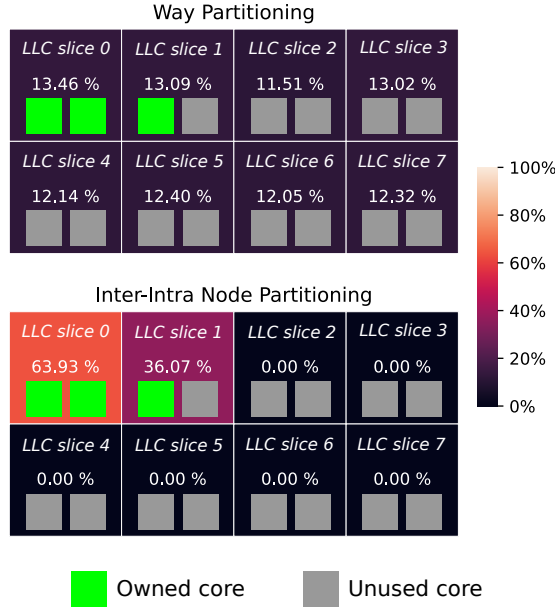 Way Partitioning
LLC slice 0 LLC slice 1 LLC slice 2 LLC slice 3
13.46 % 13.09 % 11.51 % 13.02 %
LLC slice 4 LLC slice 5 LLC slice 6 LLC slice 7
12.14 % 12.40 % 12.05 % 12.32 %
100%
80%
60%
40%
20%
0%
Inter-Intra Node Partitioning
LLC slice 0 LLC slice 1 LLC slice 2 LLC slice 3
63.93 % 36.07 % 0.00 % 0.00 %
LLC slice 4 LLC slice 5 LLC slice 6 LLC slice 7
0.00 % 0.00 % 0.00 % 0.00 %
Owned core Unused core